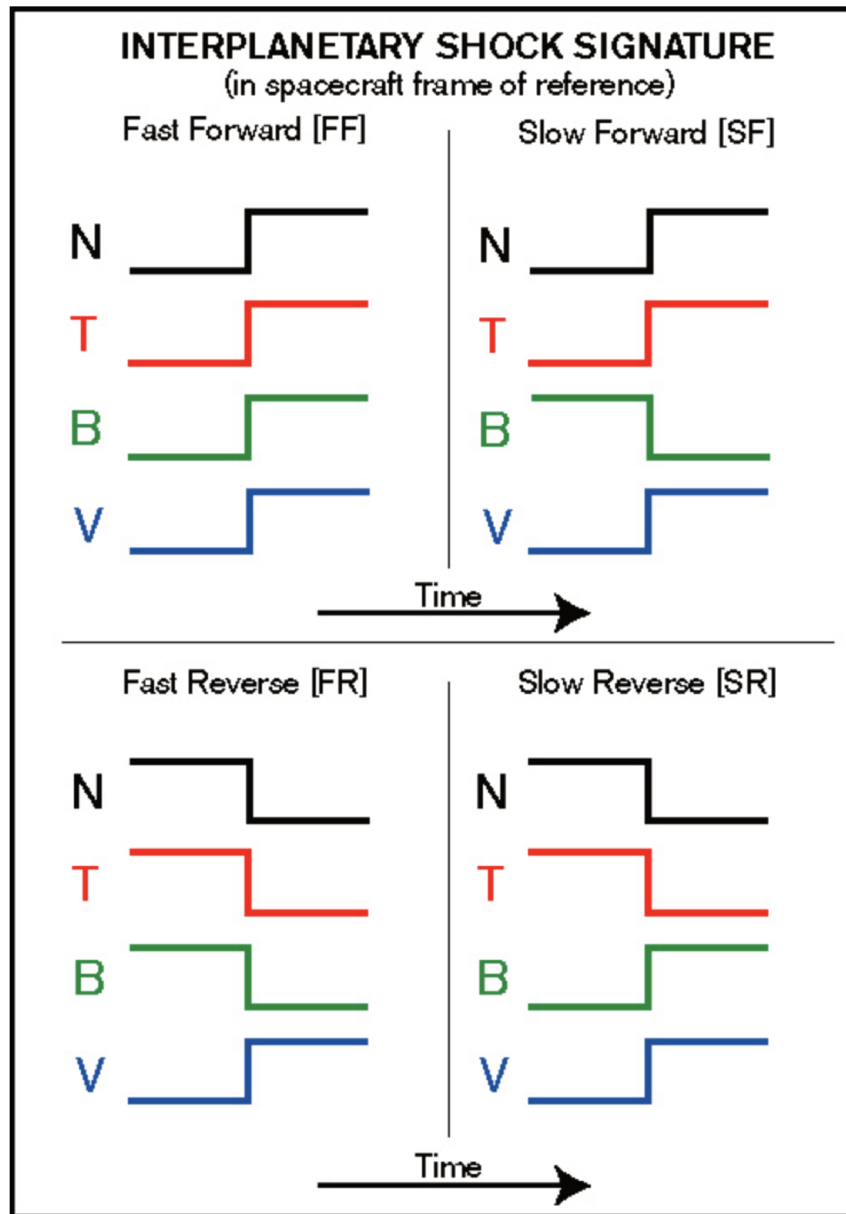 INTERPLANETARY SHOCK SIGNATURE
(in spacecraft frame of reference)
Fast Forward [FF]
N
T
B
V
Slow Forward [SF]
N
T
B
V
Time
Fast Reverse [FR]
N
T
B
V
Slow Reverse [SR]
N
T
B
V
Time